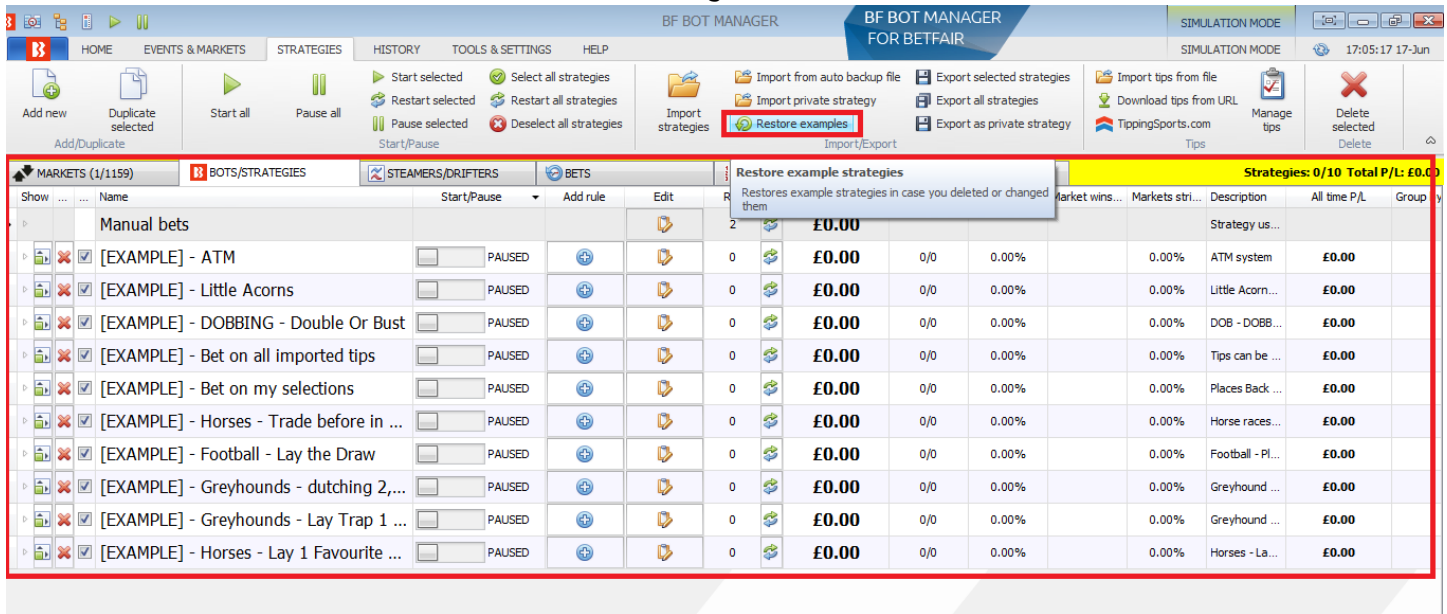 BF BOT MANAGER
BF BOT MANAGER
FOR BETFAIR
SIMULATION MODE
HOME EVENTS & MARKETS STRATEGIES HISTORY TOOLS & SETTINGS HELP
SIMULATION MODE 17:05:17 17-Jun
Start selected Select all strategies Import from auto backup file Export selected strategies Import tips from file
Restart selected Restart all strategies Import private strategy Export all strategies Download tips from URL
Pause selected Deselect all strategies Restore examples Export as private strategy TippingSports.com
Add new Duplicate selected Start all Pause all Import strategies Manage tips Delete selected
Add/Duplicate Start/Pause Import/Export Tips Delete
MARKETS (1/1159) BOTS/STRATEGIES STEAMERS/DRIFTERS BETS Strategies: 0/10 Total P/L: £0.00
Restore example strategies
Restores example strategies in case you deleted or changed
them
Show ... ... Name Start/Pause Add rule Edit R Market wins... Markets stri... Description All time P/L Group by
Manual bets 2 £0.00 Strategy us...
[EXAMPLE] - ATM PAUSED 0 £0.00 0/0 0.00% 0.00% ATM system £0.00
[EXAMPLE] - Little Acorns PAUSED 0 £0.00 0/0 0.00% 0.00% Little Acorn... £0.00
[EXAMPLE] - DOBBING - Double Or Bust PAUSED 0 £0.00 0/0 0.00% 0.00% DOB - DOBB... £0.00
[EXAMPLE] - Bet on all imported tips PAUSED 0 £0.00 0/0 0.00% 0.00% Tips can be ... £0.00
[EXAMPLE] - Bet on my selections PAUSED 0 £0.00 0/0 0.00% 0.00% Places Back ... £0.00
[EXAMPLE] - Horses - Trade before in ... PAUSED 0 £0.00 0/0 0.00% 0.00% Horse races... £0.00
[EXAMPLE] - Football - Lay the Draw PAUSED 0 £0.00 0/0 0.00% 0.00% Football - Pl... £0.00
[EXAMPLE] - Greyhounds - dutching 2,... PAUSED 0 £0.00 0/0 0.00% 0.00% Greyhound ... £0.00
[EXAMPLE] - Greyhounds - Lay Trap 1 ... PAUSED 0 £0.00 0/0 0.00% 0.00% Greyhound ... £0.00
[EXAMPLE] - Horses - Lay 1 Favourite ... PAUSED 0 £0.00 0/0 0.00% 0.00% Horses - La... £0.00